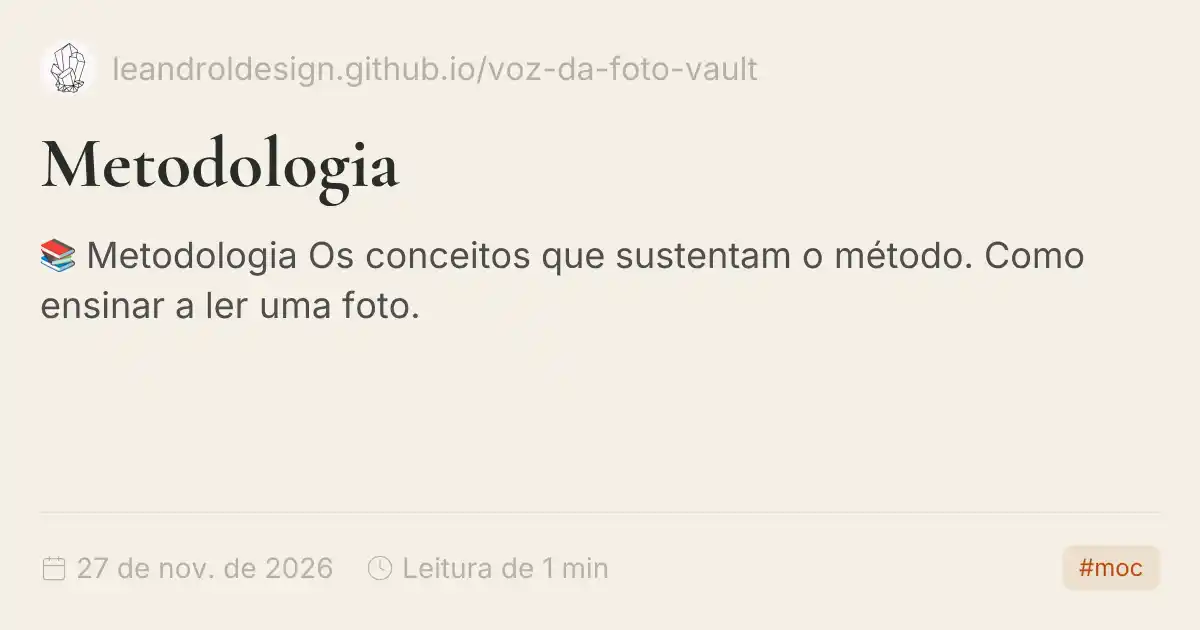 leandroldesign.github.io/voz-da-foto-vault
Metodologia
📚 Metodologia Os conceitos que sustentam o método. Como
ensinar a ler uma foto.
27 de nov. de 2026 Leitura de 1 min
#moc